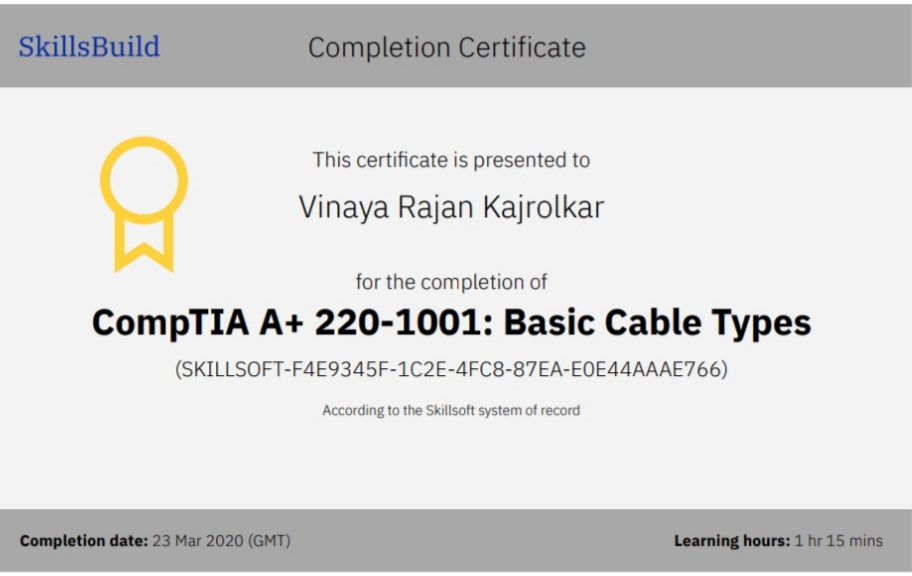 SkillsBuild
Completion Certificate
This certificate is presented to
Vinaya Rajan Kajrolkar
for the completion of
CompTIA A+ 220-1001: Basic Cable Types
(SKILLSOFT-F4E9345F-1C2E-4FC8-87EA-E0E44AAAE766)
According to the Skillsoft system of record
Completion date: 23 Mar 2020 (GMT)
Learning hours: 1 hr 15 mins